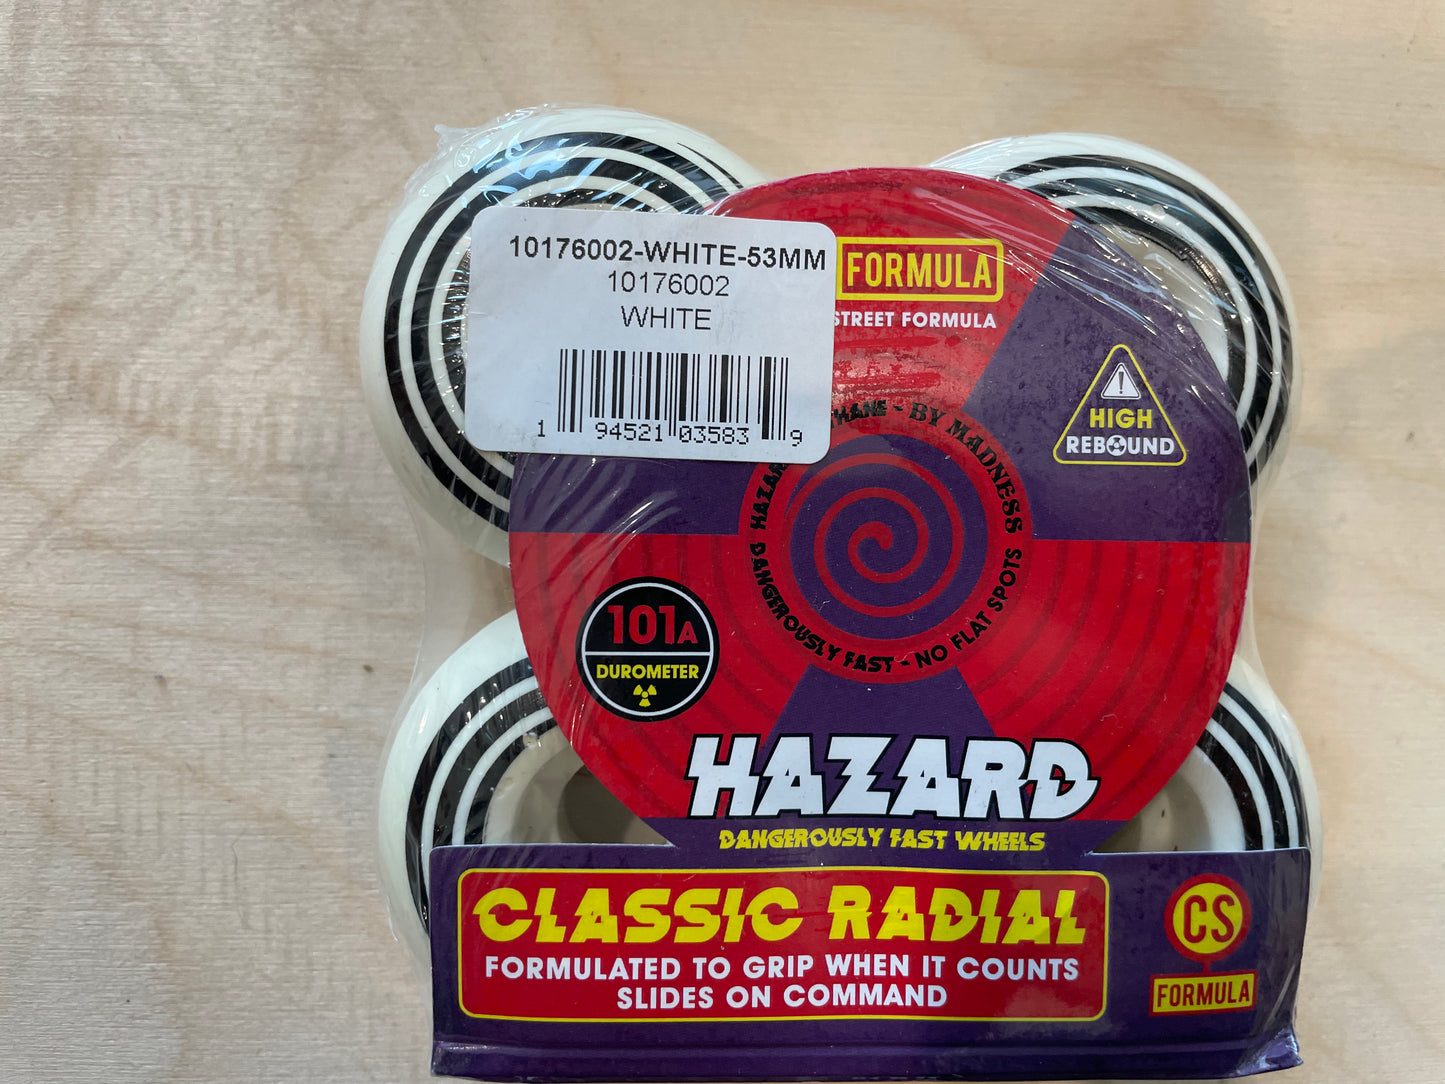 10176002-WHITE-53MM
10176002
WHITE
1 94521 03583 9
FORMULA
STREET FORMULA
HIGH
REBOUND
BY MADNESS
DANGEROUSLY FAST - NO FLAT SPOTS
101A
DUROMETER
HAZARD
DANGEROUSLY FAST WHEELS
CLASSIC RADIAL
FORMULATED TO GRIP WHEN IT COUNTS
SLIDES ON COMMAND
CS
FORMULA